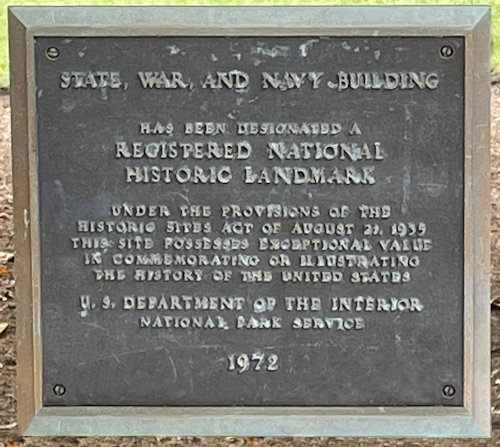 STATE, WAR, AND NAVY BUILDING
HAS BEEN DESIGNATED A
REGISTERED NATIONAL
HISTORIC LANDMARK
UNDER THE PROVISIONS OF THE
HISTORIC SITES ACT OF AUGUST 21, 1935
THIS SITE POSSESSES EXCEPTIONAL VALUE
IN COMMEMORATING OR ILLUSTRATING
THE HISTORY OF THE UNITED STATES
U. S. DEPARTMENT OF THE INTERIOR
NATIONAL PARK SERVICE
1972